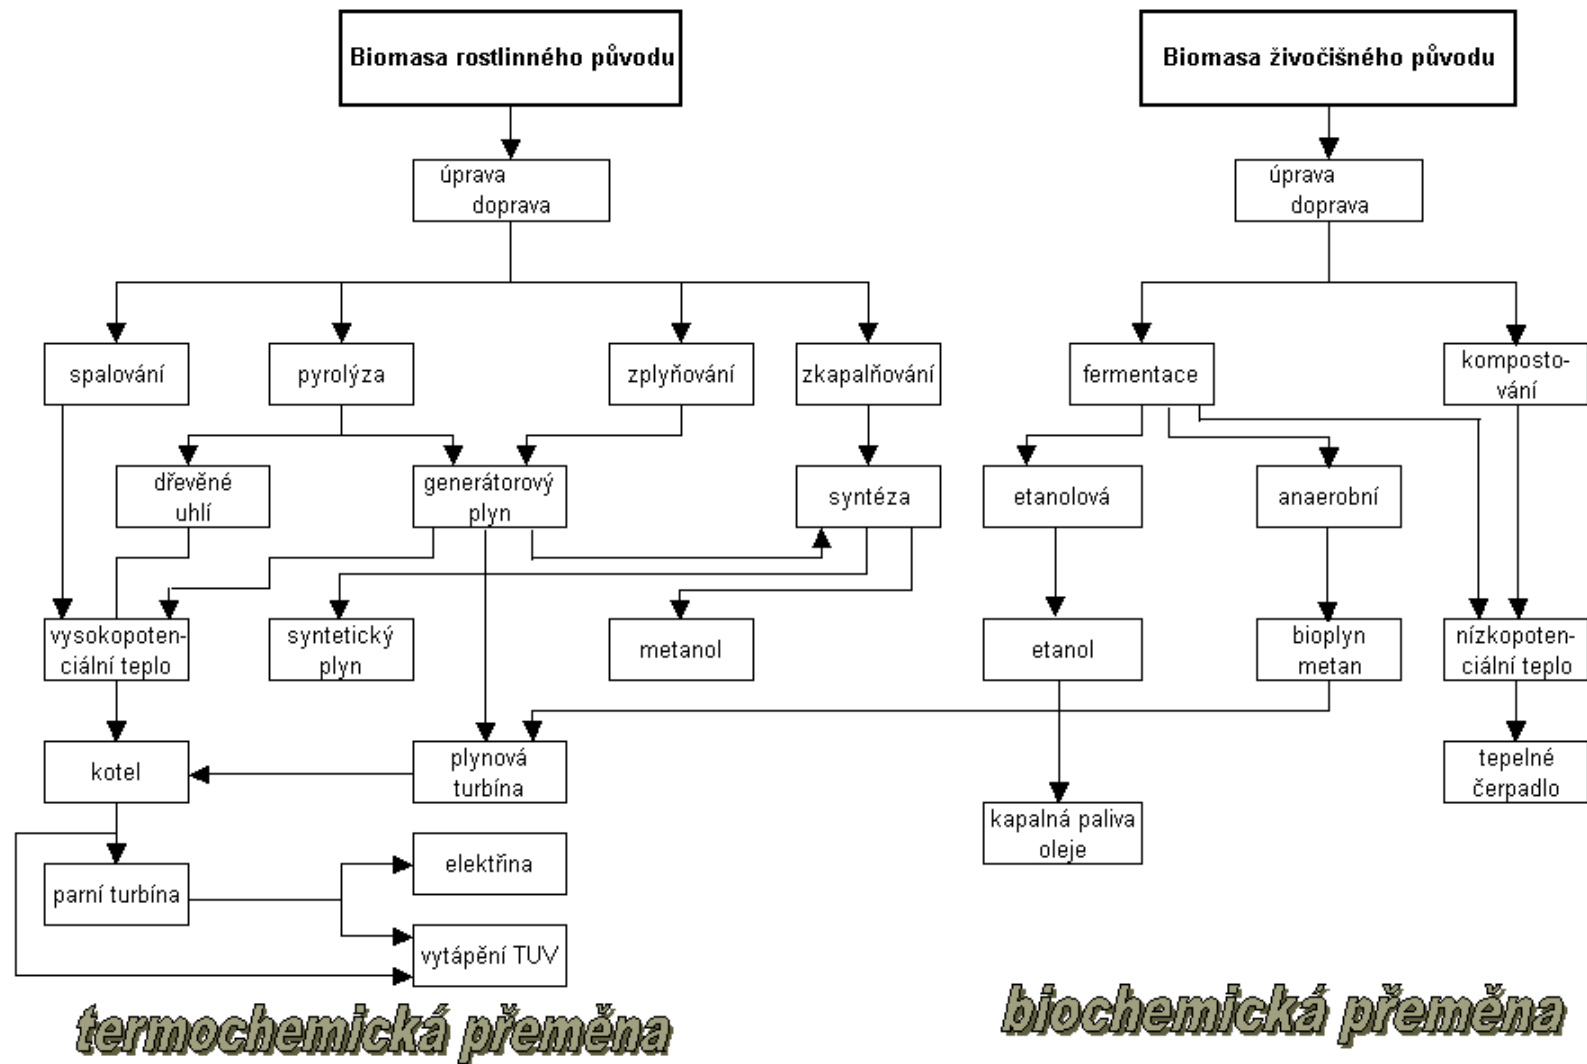 Biomasa rostlinného původu
Biomasa živočišného původu
úprava
doprava
úprava
doprava
spalování
pyrolýza
zplyňování
zkapalňování
fermentace
komposto-
vání
dřevěné
uhlí
generátorový
plyn
syntéza
etanolová
anaerobní
vysokopoten-
ciální teplo
syntetický
plyn
metanol
etanol
bioplyn
metan
nízkopoten-
ciální teplo
kotel
plynová
turbína
tepelné
čerpadlo
kapalná paliva
oleje
elektřina
parní turbína
vytápění TUV
termochemická přeměna
biochemická přeměna